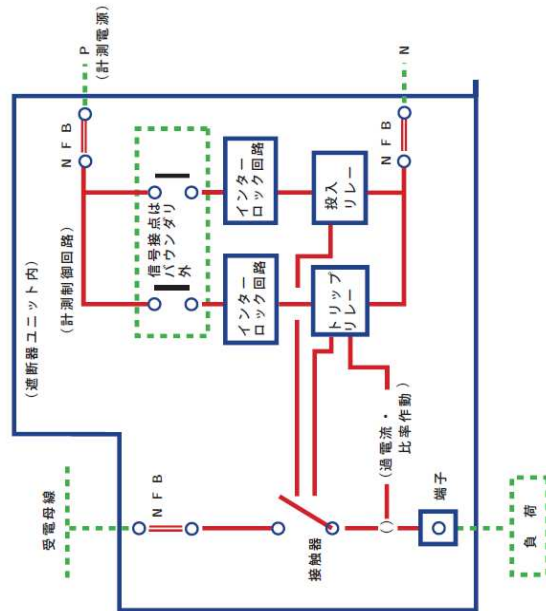 (遮断器ユニット内)
(計測制御回路)
NFB
P
(計測電源)
信号接点は
バウンダリ
外
インター
ロック回路
インター
ロック回路
トリップ
リレー
投入
リレー
NFB
N
受電母線
NFB
接触器
(過電流・
比率作動)
端子
負荷